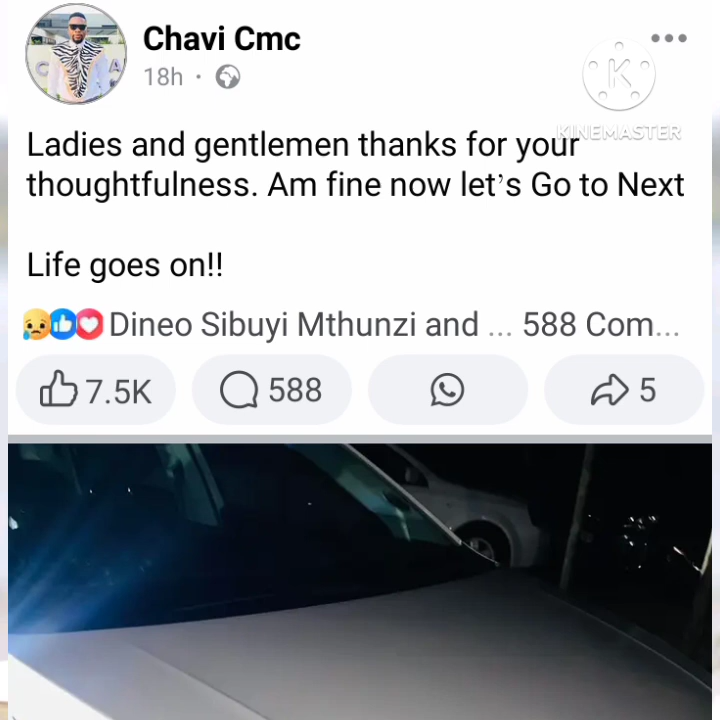 Chavi Cmc
18h ·
KINEMASTER
Ladies and gentlemen thanks for your
thoughtfulness. Am fine now let's Go to Next
Life goes on!!
Dineo Sibuyi Mthunzi and ... 588 Com...
7.5K 588 5